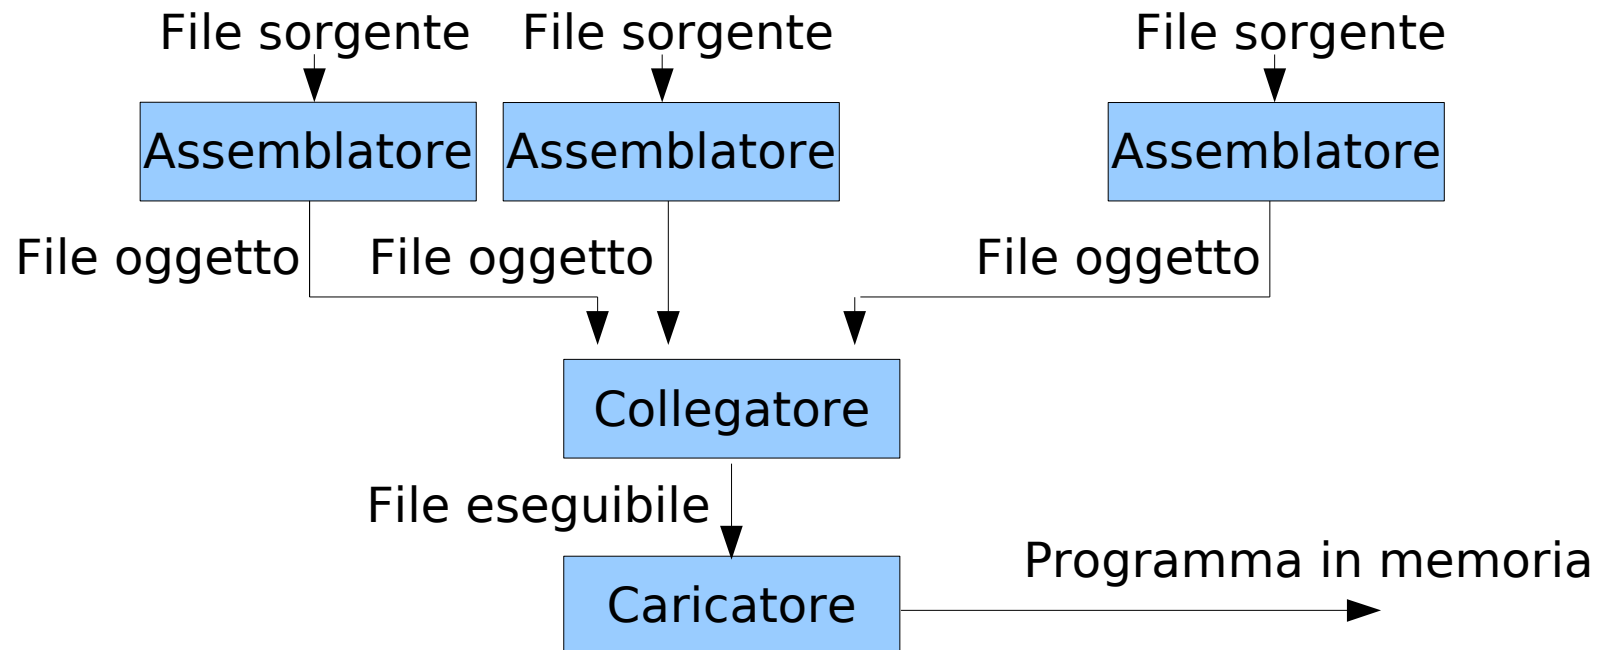 File sorgente
File sorgente
File sorgente
Assemblatore
Assemblatore
Assemblatore
File oggetto
File oggetto
File oggetto
Collegatore
File eseguibile
Programma in memoria
Caricatore